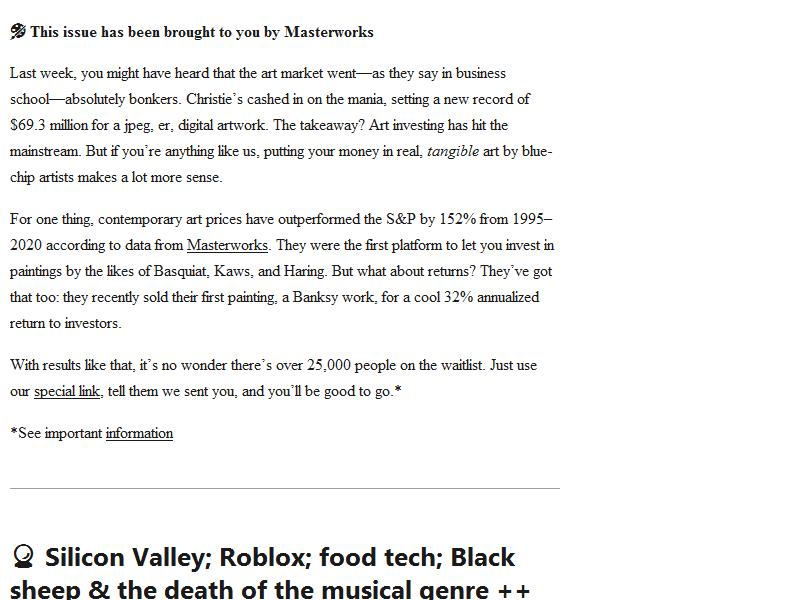 🎨 This issue has been brought to you by Masterworks
Last week, you might have heard that the art market went—as they say in business
school—absolutely bonkers. Christie’s cashed in on the mania, setting a new record of
$69.3 million for a jpeg, er, digital artwork. The takeaway? Art investing has hit the
mainstream. But if you’re anything like us, putting your money in real, tangible art by blue-
chip artists makes a lot more sense.
For one thing, contemporary art prices have outperformed the S&P by 152% from 1995–
2020 according to data from Masterworks. They were the first platform to let you invest in
paintings by the likes of Basquiat, Kaws, and Haring. But what about returns? They’ve got
that too: they recently sold their first painting, a Banksy work, for a cool 32% annualized
return to investors.
With results like that, it’s no wonder there’s over 25,000 people on the waitlist. Just use
our special link, tell them we sent you, and you’ll be good to go.*
*See important information
🔮 Silicon Valley; Roblox; food tech; Black
sheep & the death of the musical genre ++